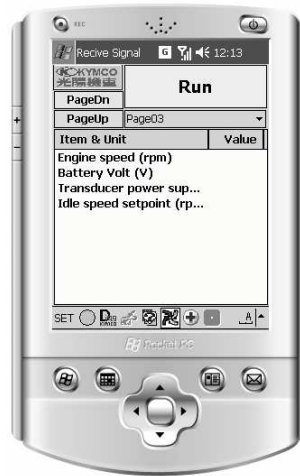 REC
Recive Signal G 12:13
KYMCO
光陽機車
Run
PageDn
PageUp Page03
Item & Unit Value
Engine speed (rpm)
Battery Volt (V)
Transducer power sup...
Idle speed setpoint (rp...
SET
A
Pocket PC